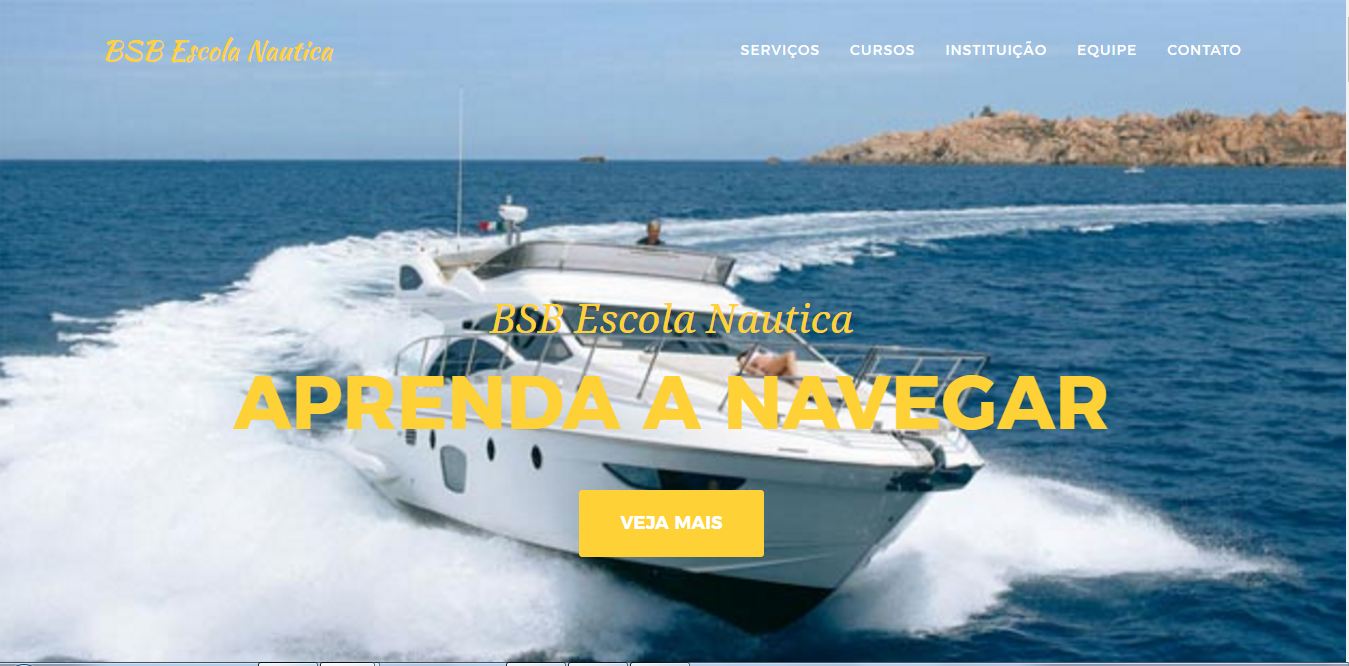 BSB Escola Nautica
SERVIÇOS CURSOS INSTITUIÇÃO EQUIPE CONTATO
BSB Escola Nautica
APRENDA A NAVEGAR
VEJA MAIS